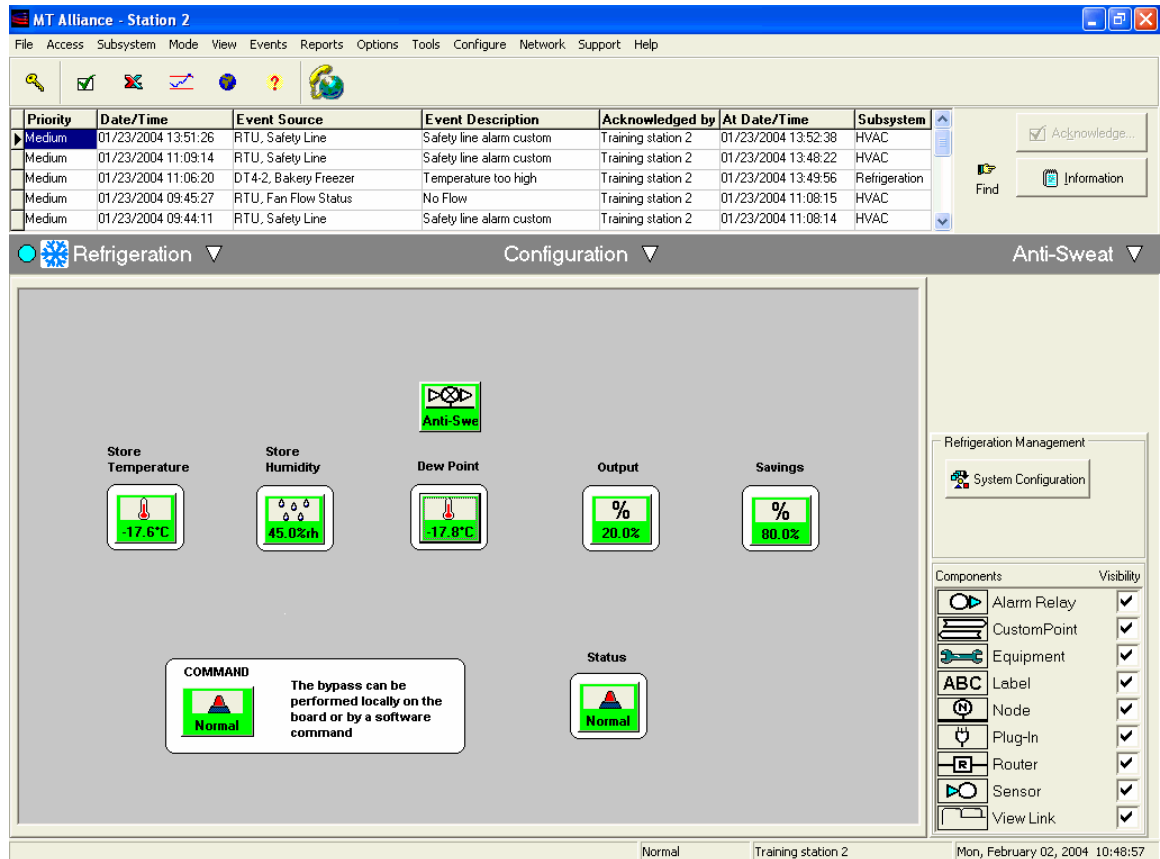 MT Alliance - Station 2
File Access Subsystem Mode View Events Reports Options Tools Configure Network Support Help
Priority Date/Time Event Source Event Description Acknowledged by At Date/Time Subsystem
Medium 01/23/2004 13:51:26 RTU, Safety Line Safety line alarm custom Training station 2 01/23/2004 13:52:38 HVAC
Medium 01/23/2004 11:09:14 RTU, Safety Line Safety line alarm custom Training station 2 01/23/2004 13:48:22 HVAC
Medium 01/23/2004 11:06:20 DT4-2, Bakery Freezer Temperature too high Training station 2 01/23/2004 13:49:56 Refrigeration
Medium 01/23/2004 09:45:27 RTU, Fan Flow Status No Flow Training station 2 01/23/2004 11:08:15 HVAC
Medium 01/23/2004 09:44:11 RTU, Safety Line Safety line alarm custom Training station 2 01/23/2004 11:08:14 HVAC
Acknowledge...
Find
Information
Refrigeration Configuration Anti-Sweat
Anti-Swe
Store
Temperature
Store
Humidity
Dew Point
Output
Savings
-17.6°C
45.0%rh
-17.8°C
%
20.0%
%
80.0%
COMMAND
Normal
The bypass can be
performed locally on the
board or by a software
command
Status
Normal
Refrigeration Management
System Configuration
Components Visibility
Alarm Relay
CustomPoint
Equipment
ABC Label
N Node
Plug-In
R Router
Sensor
View Link
Normal Training station 2 Mon, February 02, 2004 10:48:57